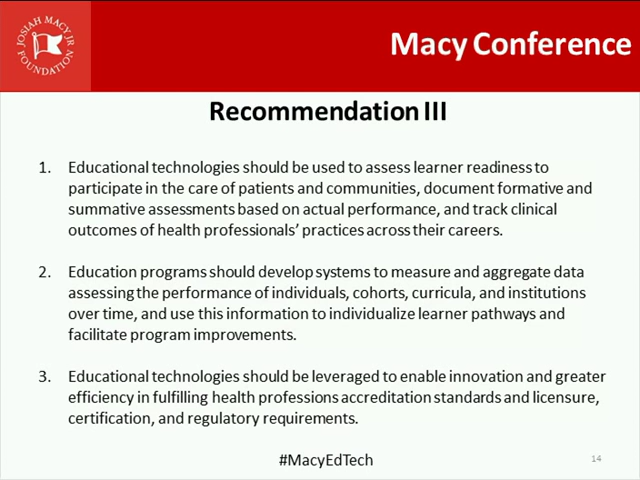 JOSIAH MACY JR
FOUNDATION
Macy Conference
Recommendation III
1. Educational technologies should be used to assess learner readiness to
participate in the care of patients and communities, document formative and
summative assessments based on actual performance, and track clinical
outcomes of health professionals’ practices across their careers.
2. Education programs should develop systems to measure and aggregate data
assessing the performance of individuals, cohorts, curricula, and institutions
over time, and use this information to individualize learner pathways and
facilitate program improvements.
3. Educational technologies should be leveraged to enable innovation and greater
efficiency in fulfilling health professions accreditation standards and licensure,
certification, and regulatory requirements.
#MacyEdTech
14